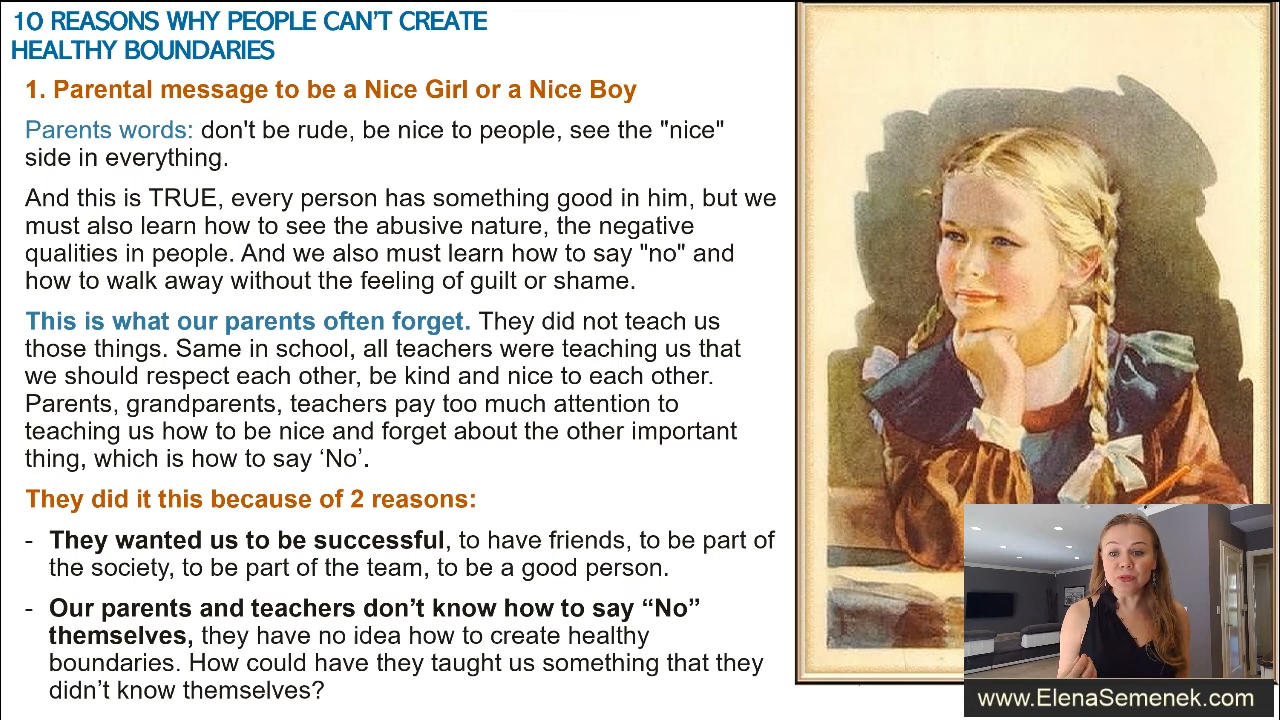 10 REASONS WHY PEOPLE CAN'T CREATE
HEALTHY BOUNDARIES
1. Parental message to be a Nice Girl or a Nice Boy
Parents words: don't be rude, be nice to people, see the "nice"
side in everything.
And this is TRUE, every person has something good in him, but we
must also learn how to see the abusive nature, the negative
qualities in people. And we also must learn how to say "no" and
how to walk away without the feeling of guilt or shame.
This is what our parents often forget. They did not teach us
those things. Same in school, all teachers were teaching us that
we should respect each other, be kind and nice to each other.
Parents, grandparents, teachers pay too much attention to
teaching us how to be nice and forget about the other important
thing, which is how to say ‘No’.
They did it this because of 2 reasons:
- They wanted us to be successful, to have friends, to be part of
the society, to be part of the team, to be a good person.
- Our parents and teachers don’t know how to say “No”
themselves, they have no idea how to create healthy
boundaries. How could have they taught us something that they
didn’t know themselves?
www.ElenaSemenek.com